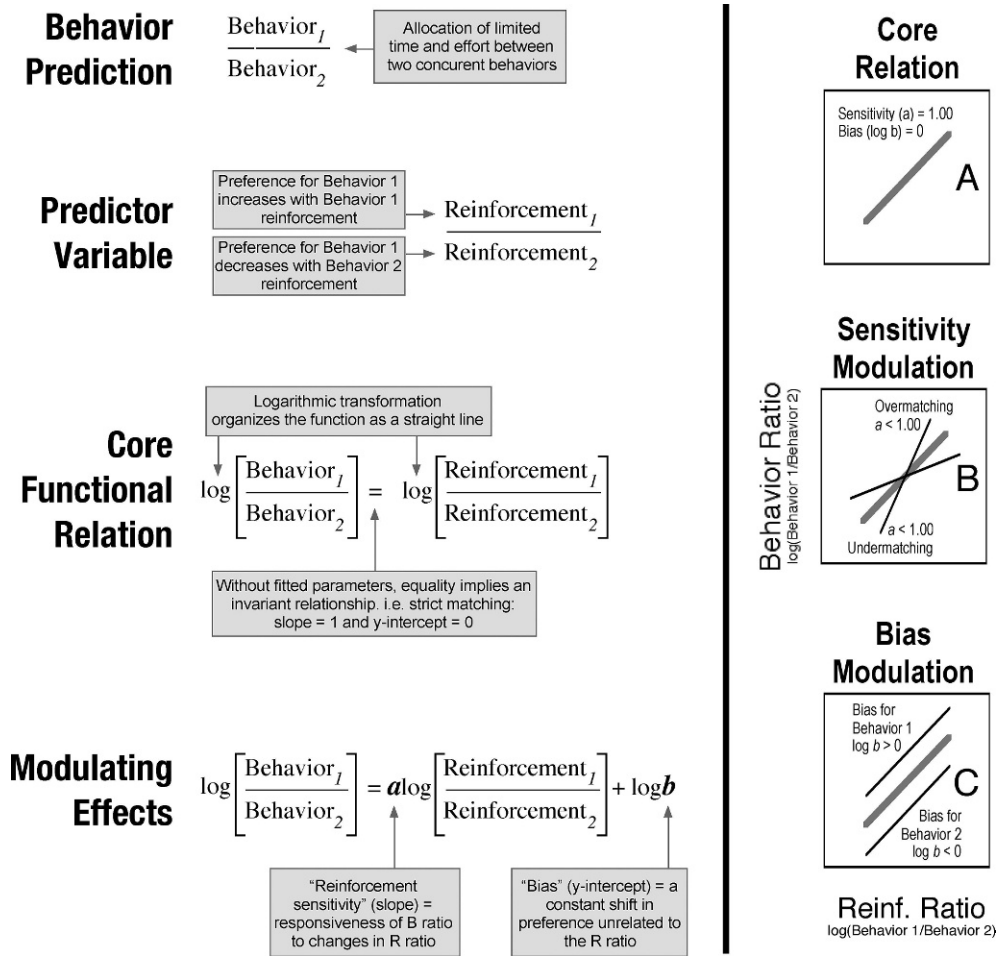 Behavior
Prediction
Behavior1
Behavior2
Allocation of limited
time and effort between
two concurent behaviors
Predictor
Variable
Preference for Behavior 1
increases with Behavior 1
reinforcement
Preference for Behavior 1
decreases with Behavior 2
reinforcement
Reinforcement1
Reinforcement2
Core
Functional
Relation
Logarithmic transformation
organizes the function as a straight line
log[Behavior1/Behavior2] = log[Reinforcement1/Reinforcement2]
Without fitted parameters, equality implies an
invariant relationship. i.e. strict matching:
slope = 1 and y-intercept = 0
Modulating
Effects
log[Behavior1/Behavior2] = alog[Reinforcement1/Reinforcement2] + logb
"Reinforcement
sensitivity" (slope) =
responsiveness of B ratio
to changes in R ratio
"Bias" (y-intercept) = a
constant shift in
preference unrelated to
the R ratio
Core
Relation
Sensitivity (a) = 1.00
Bias (log b) = 0
A
Sensitivity
Modulation
Overmatching
a < 1.00
B
a < 1.00
Undermatching
Behavior Ratio
log(Behavior 1/Behavior 2)
Bias
Modulation
Bias for
Behavior 1
log b > 0
C
Bias for
Behavior 2
log b < 0
Reinf. Ratio
log(Behavior 1/Behavior 2)